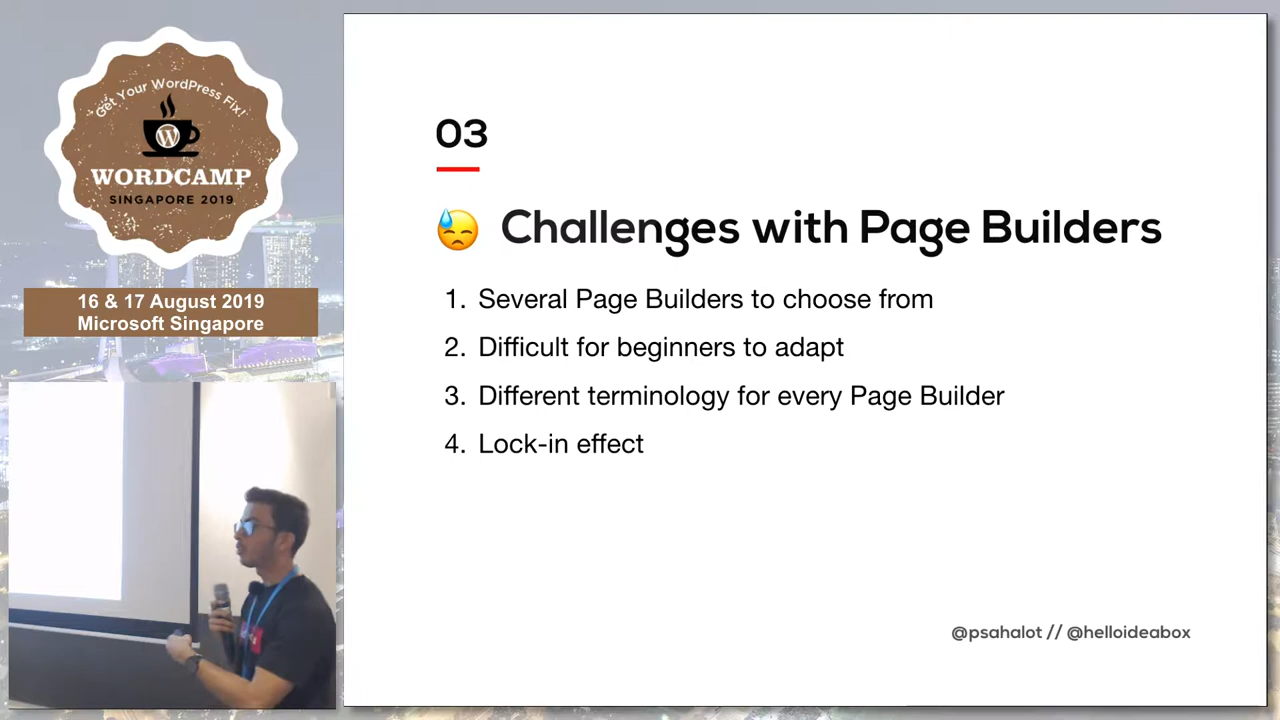 Get Your WordPress Fix!
WORDCAMP
SINGAPORE 2019
16 & 17 August 2019
Microsoft Singapore
03
😓 Challenges with Page Builders
1. Several Page Builders to choose from
2. Difficult for beginners to adapt
3. Different terminology for every Page Builder
4. Lock-in effect
@psahalot // @helloideabox